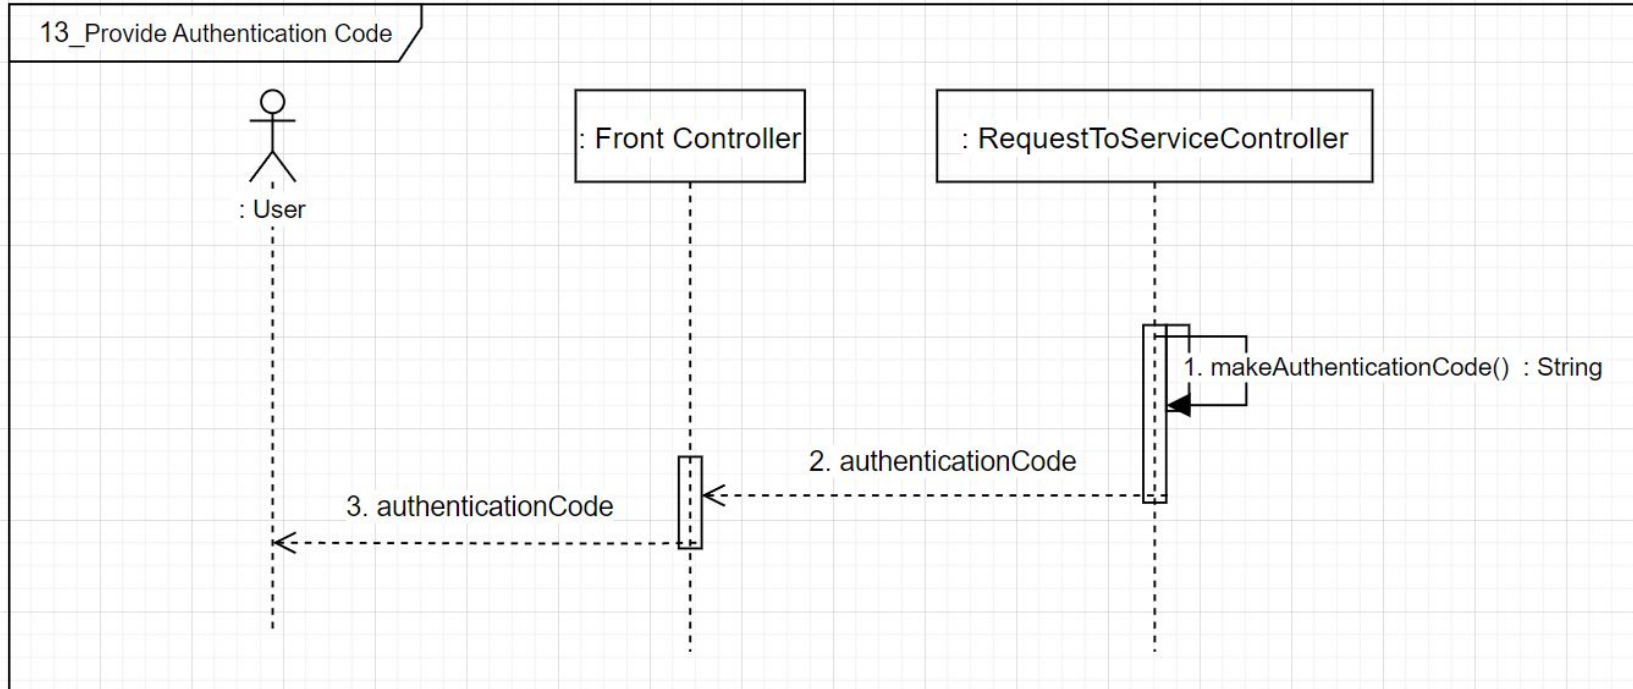 13_Provide Authentication Code
: User
: Front Controller
: RequestToServiceController
1. makeAuthenticationCode() : String
2. authenticationCode
3. authenticationCode